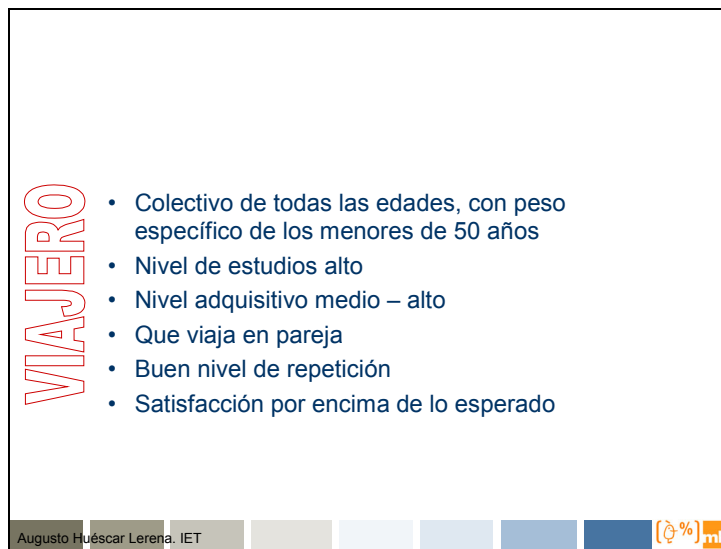 VIAJERO
• Colectivo de todas las edades, con peso
específico de los menores de 50 años
• Nivel de estudios alto
• Nivel adquisitivo medio – alto
• Que viaja en pareja
• Buen nivel de repetición
• Satisfacción por encima de lo esperado
Augusto Huéscar Lerena. IET